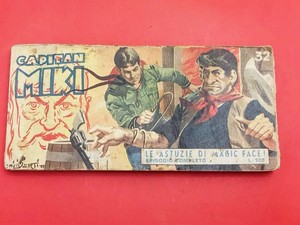 CAPITAN
MIKI
32
LE ASTUZIE DI MAGIC FACE!
EPISODIO COMPLETO